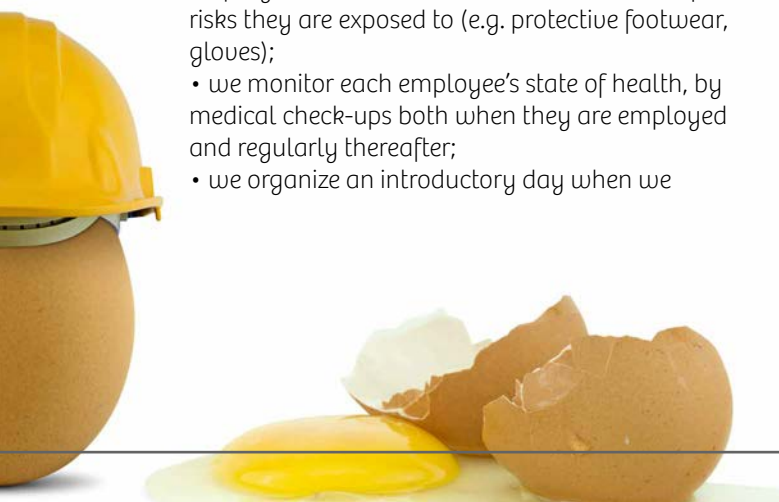 risks they are exposed to (e.g. protective footwear,
gloves);
• we monitor each employee's state of health, by
medical check-ups both when they are employed
and regularly thereafter;
• we organize an introductory day when we